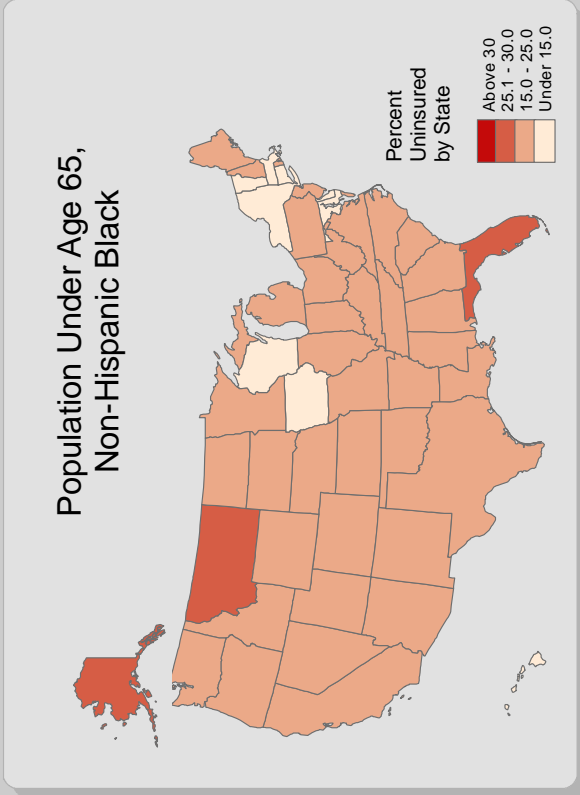 Population Under Age 65,
Non-Hispanic Black
Percent
Uninsured
by State
Above 30
25.1 - 30.0
15.0 - 25.0
Under 15.0